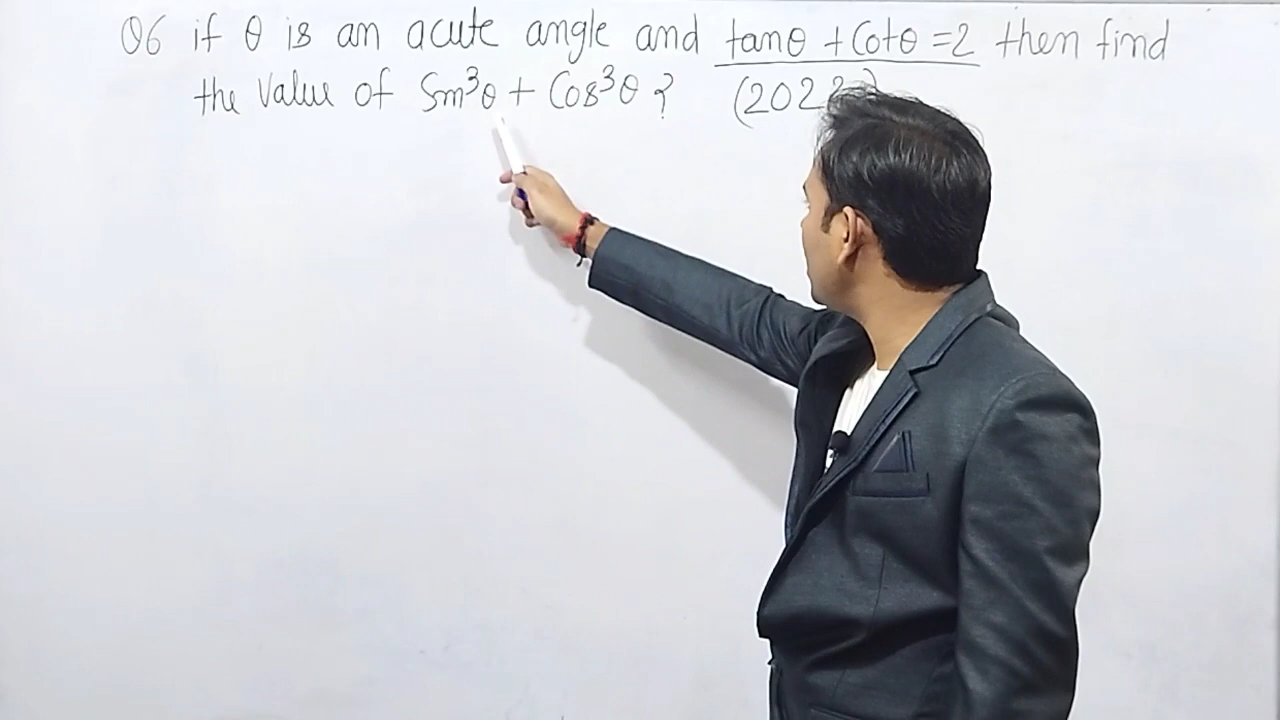 Q6 if θ is an acute angle and tanθ + Cotθ = 2 then find
the Value of Sin³θ + Cos³θ ?